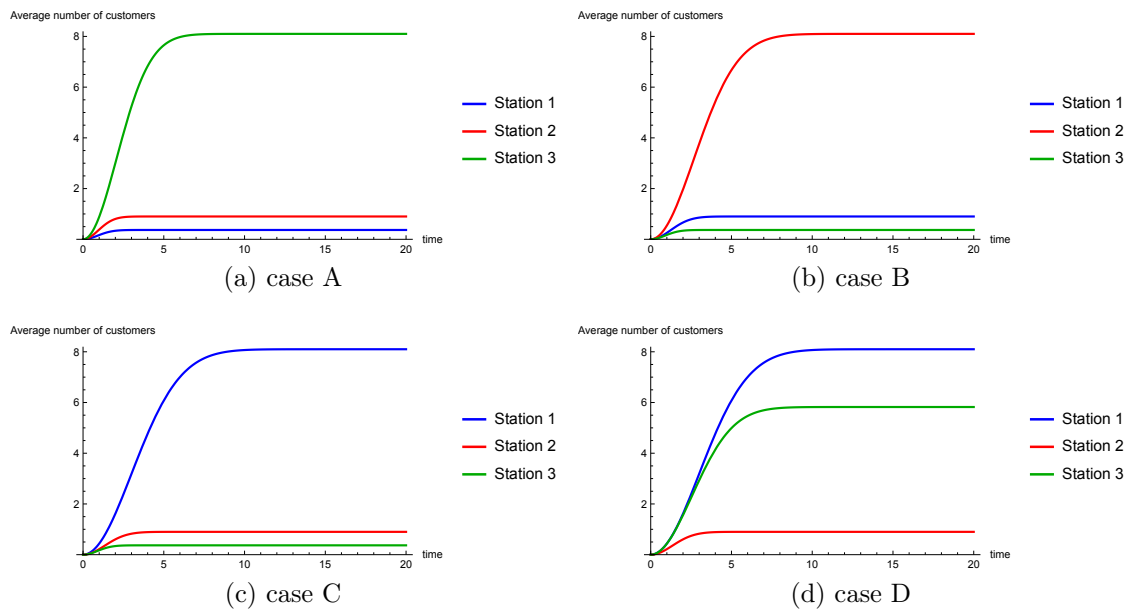 Average number of customers
8
6
4
2
0 5 10 15 20
time
Station 1
Station 2
Station 3
(a) case A
Average number of customers
8
6
4
2
0 5 10 15 20
time
Station 1
Station 2
Station 3
(b) case B
Average number of customers
8
6
4
2
0 5 10 15 20
time
Station 1
Station 2
Station 3
(c) case C
Average number of customers
8
6
4
2
0 5 10 15 20
time
Station 1
Station 2
Station 3
(d) case D